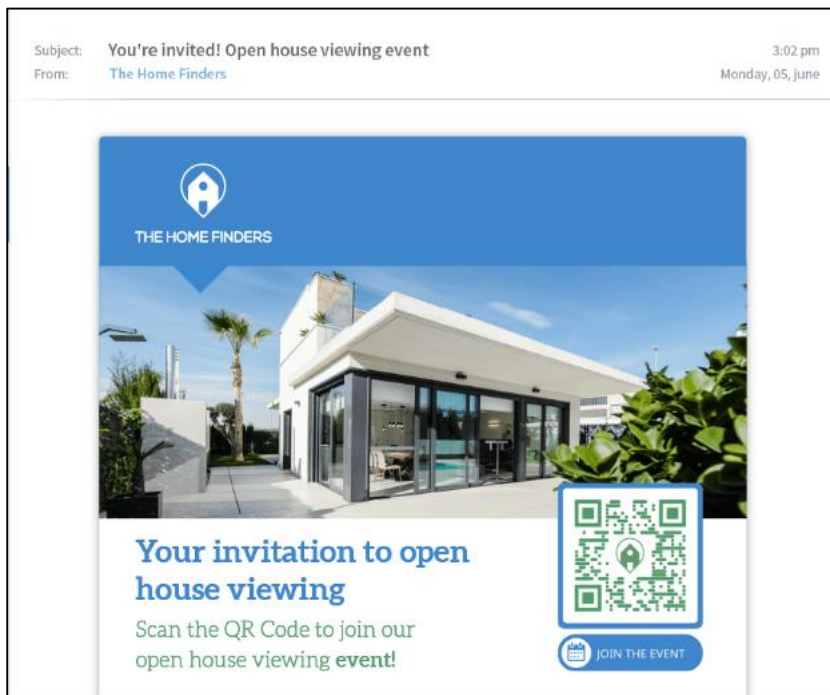 Subject: You're invited! Open house viewing event 3:02 pm
From: The Home Finders Monday, 05, june
THE HOME FINDERS
Your invitation to open
house viewing
Scan the QR Code to join our
open house viewing event!
JOIN THE EVENT